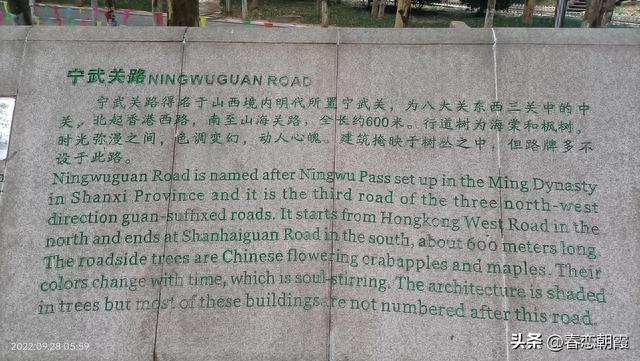 宁武关路 NINGWUGUAN ROAD
宁武关路得名于山西境内明代所置宁武关，为八大关东西三关中的中
关。北起香港西路，南至山海关路，全长约600米。行道树为海棠和枫树，
时光弥漫之间，色调变幻，动人心魄。建筑掩映于树丛之中，但路牌多不
设于此路。
Ningwuguan Road is named after Ningwu Pass set up in the Ming Dynasty
in Shanxi Province and it is the third road of the three north-west
direction guan-suffixed roads. It starts from Hongkong West Road in the
north and ends at Shanhaiguan Road in the south, about 600 meters long.
The roadside trees are Chinese flowering crabapples and maples. Their
colors change with time, which is soul-stirring. The architecture is shaded
in trees but most of these buildings are not numbered after this road.
2022.09.28 05:59
头条 @春恋朝霞